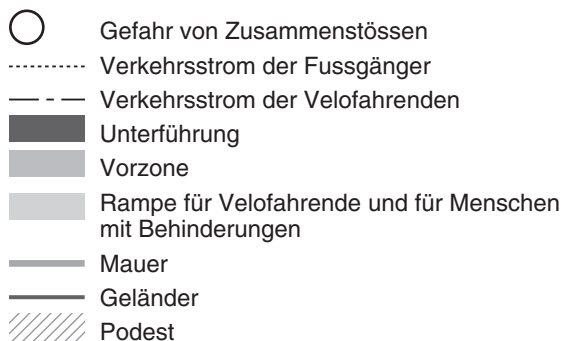 Gefahr von Zusammenstössen
Verkehrsstrom der Fussgänger
Verkehrsstrom der Velofahrenden
Unterführung
Vorzone
Rampe für Velofahrende und für Menschen
mit Behinderungen
Mauer
Geländer
Podest